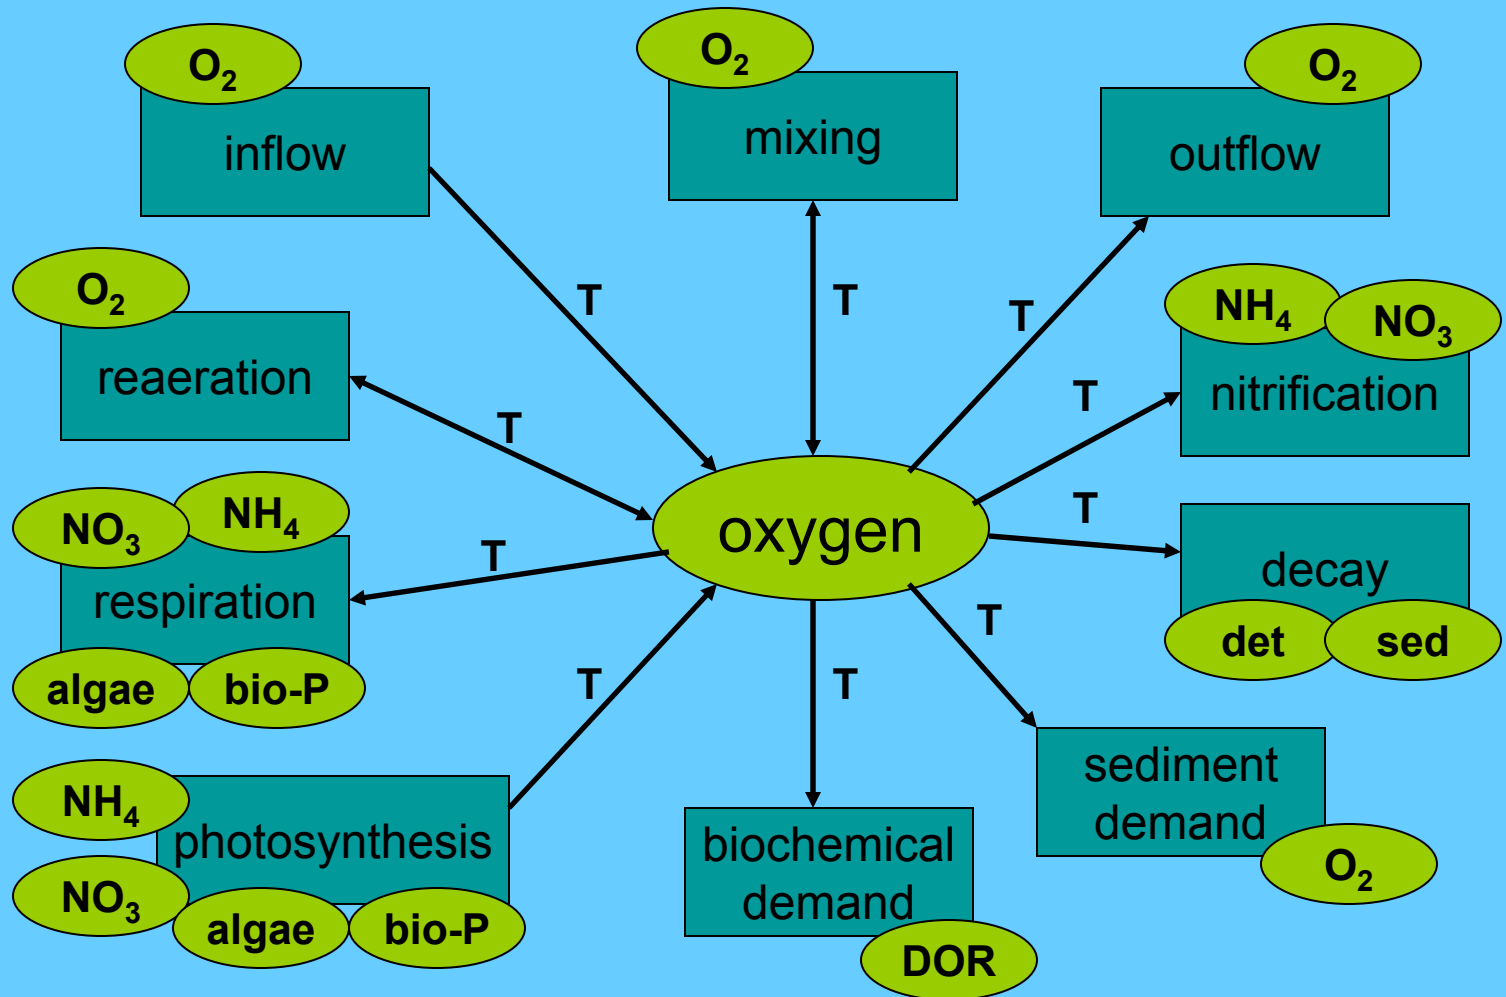 O₂
inflow
O₂
mixing
O₂
outflow
T
T
T
O₂
reaeration
T
NH₄
NO₃
nitrification
T
NO₃
NH₄
respiration
algae
bio-P
T
oxygen
T
decay
det
sed
T
sediment
demand
O₂
T
T
NH₄
NO₃
photosynthesis
algae
bio-P
biochemical
demand
DOR